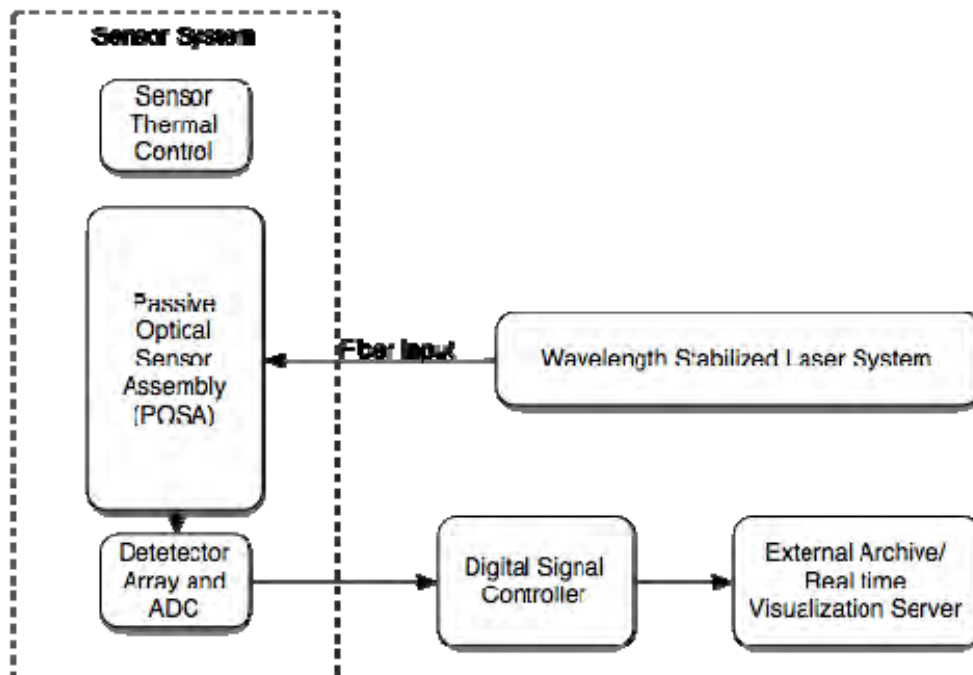 Sensor System
Sensor
Thermal
Control
Passive
Optical
Sensor
Assembly
(POSA)
Fiber Input
Wavelength Stabilized Laser System
Detetector
Array and
ADC
Digital Signal
Controller
External Archive/
Real time
Visualization Server